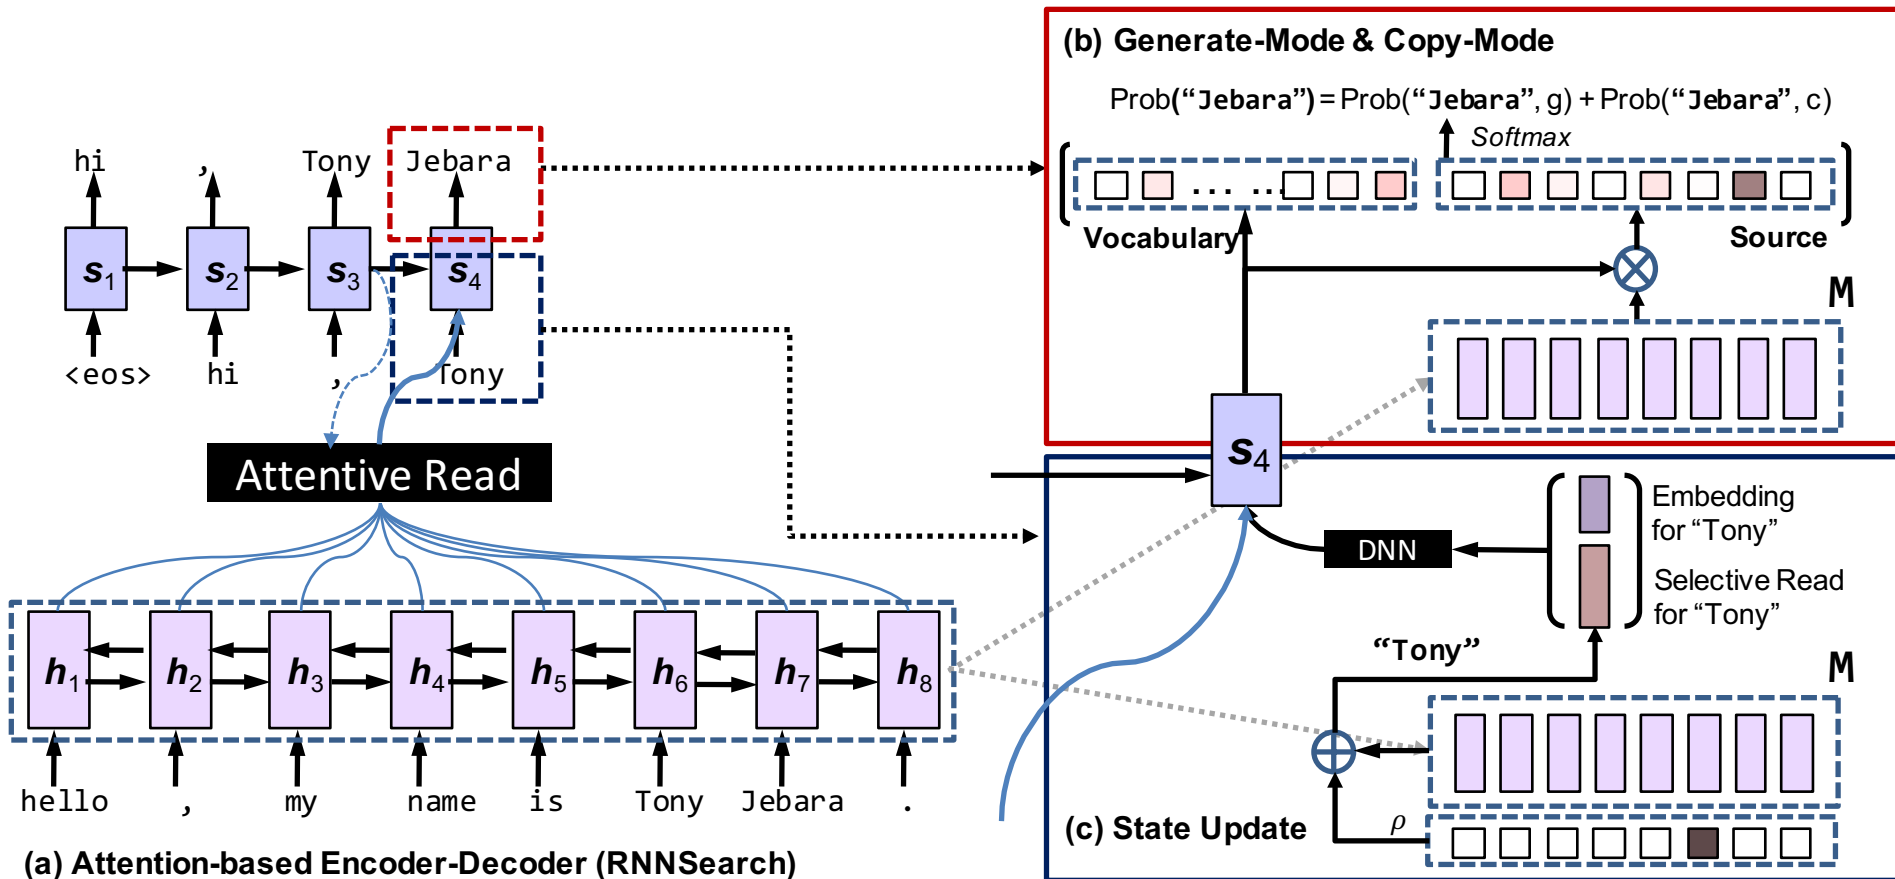 hi , Tony Jebara
s1 s2 s3 s4
<eos> hi , Tony
Attentive Read
h1 h2 h3 h4 h5 h6 h7 h8
hello , my name is Tony Jebara .
(a) Attention-based Encoder-Decoder (RNNSearch)
(b) Generate-Mode & Copy-Mode
Prob(“Jebara”) = Prob(“Jebara”, g) + Prob(“Jebara”, c)
Softmax
... ...
Vocabulary Source
M
s4
Embedding
for “Tony”
DNN
Selective Read
for “Tony”
“Tony”
M
ρ
(c) State Update